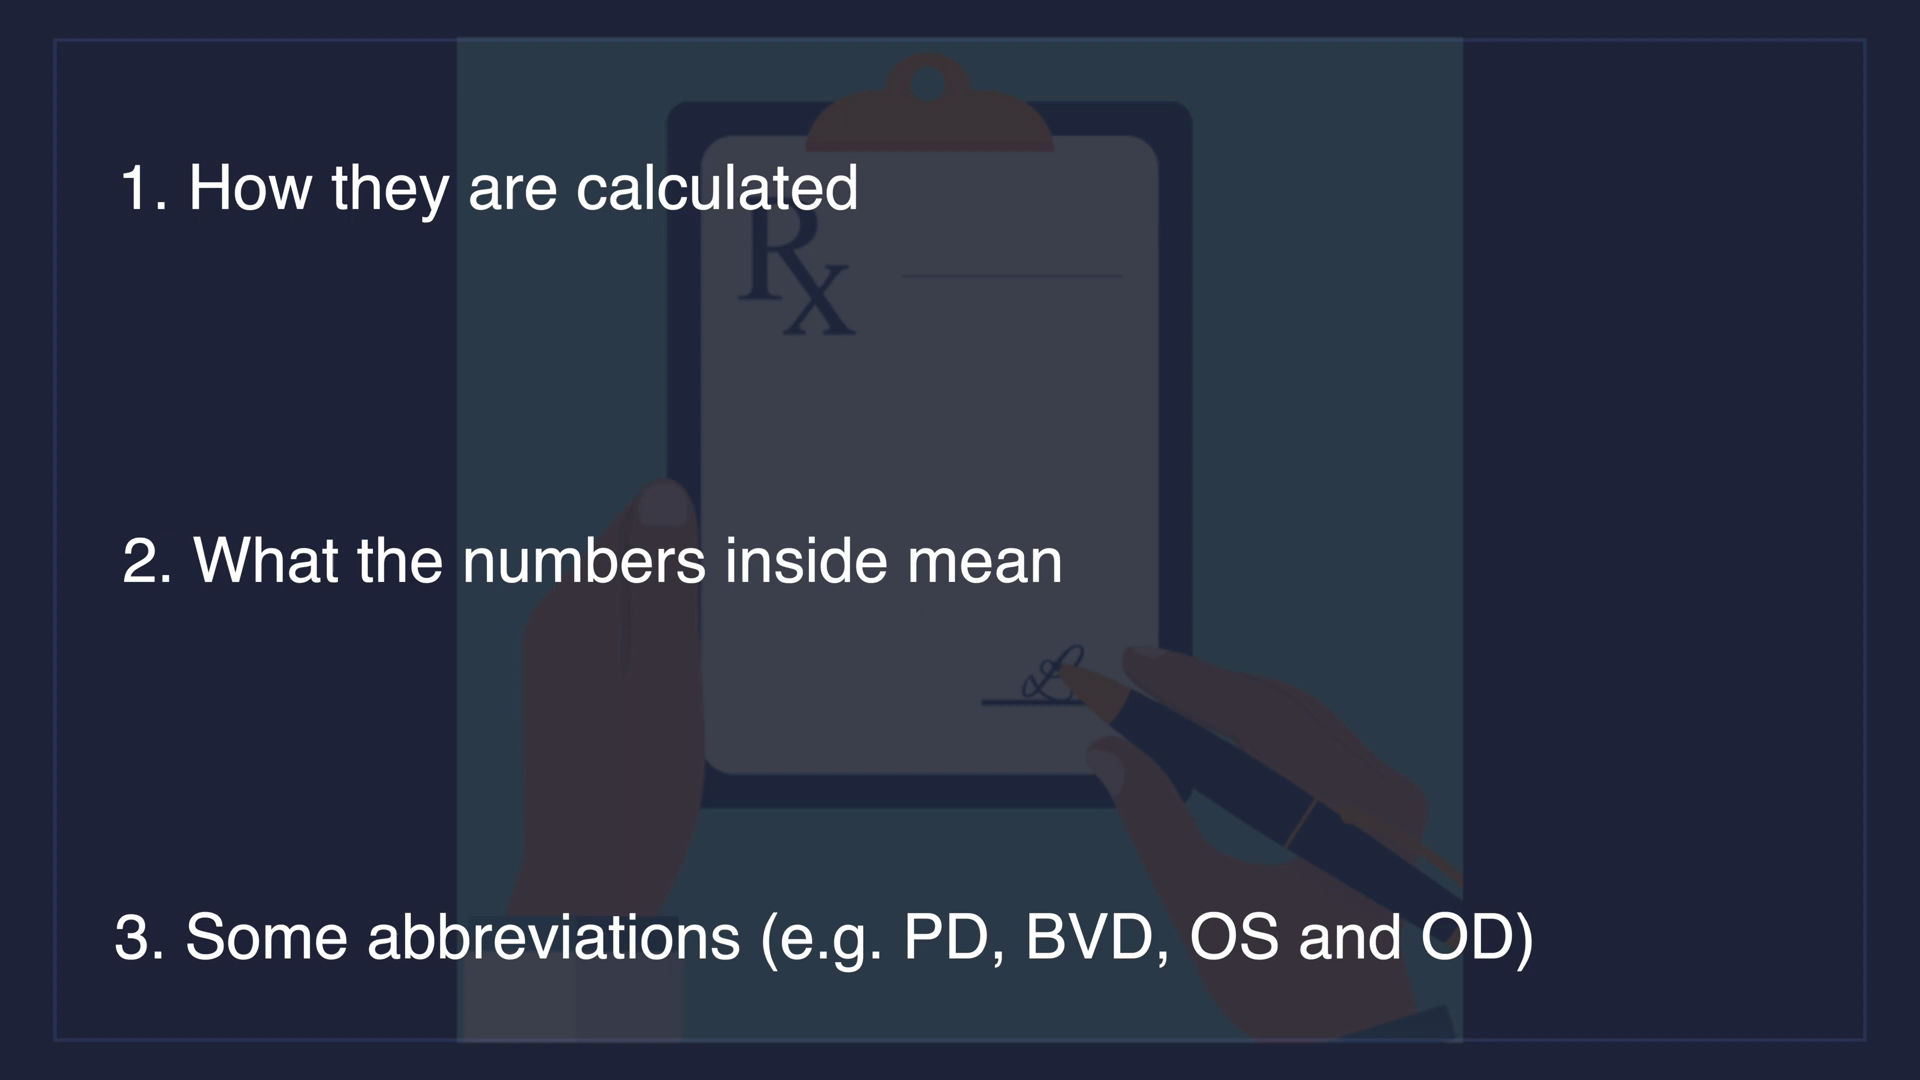 1. How they are calculated
Rx
2. What the numbers inside mean
3. Some abbreviations (e.g. PD, BVD, OS and OD)